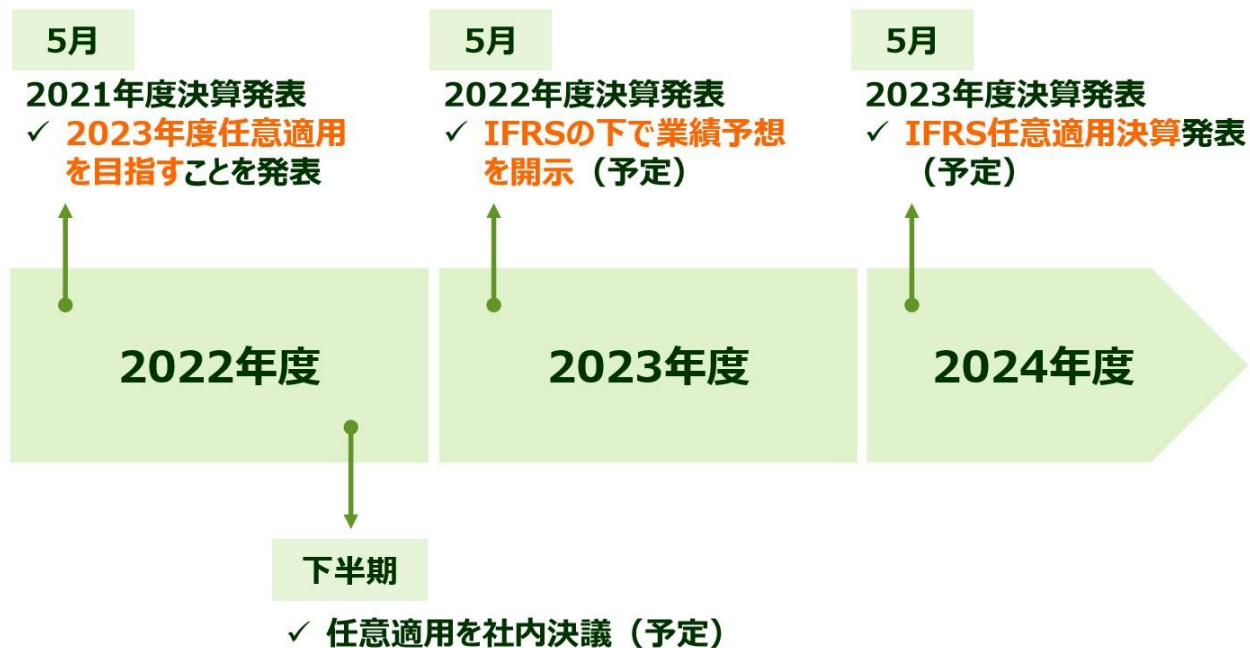 5月
2021年度決算発表
✓ 2023年度任意適用
を目指すことを発表
5月
2022年度決算発表
✓ IFRSの下で業績予想
を開示（予定）
5月
2023年度決算発表
✓ IFRS任意適用決算発表
（予定）
2022年度
2023年度
2024年度
下半期
✓ 任意適用を社内決議（予定）